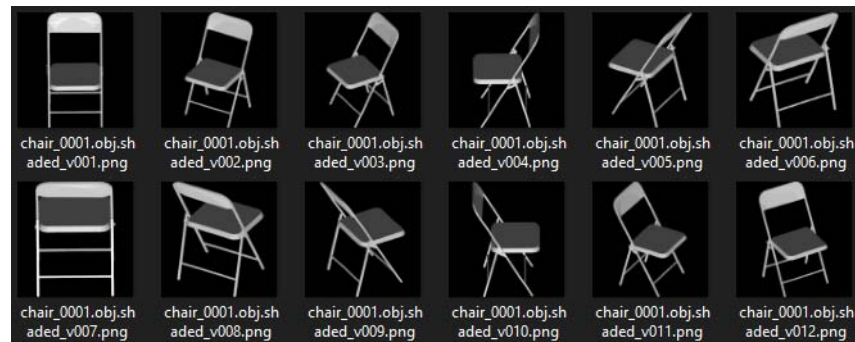 chair_0001.obj.sh chair_0001.obj.sh chair_0001.obj.sh chair_0001.obj.sh chair_0001.obj.sh chair_0001.obj.sh
aded_v001.png aded_v002.png aded_v003.png aded_v004.png aded_v005.png aded_v006.png
chair_0001.obj.sh chair_0001.obj.sh chair_0001.obj.sh chair_0001.obj.sh chair_0001.obj.sh chair_0001.obj.sh
aded_v007.png aded_v008.png aded_v009.png aded_v010.png aded_v011.png aded_v012.png